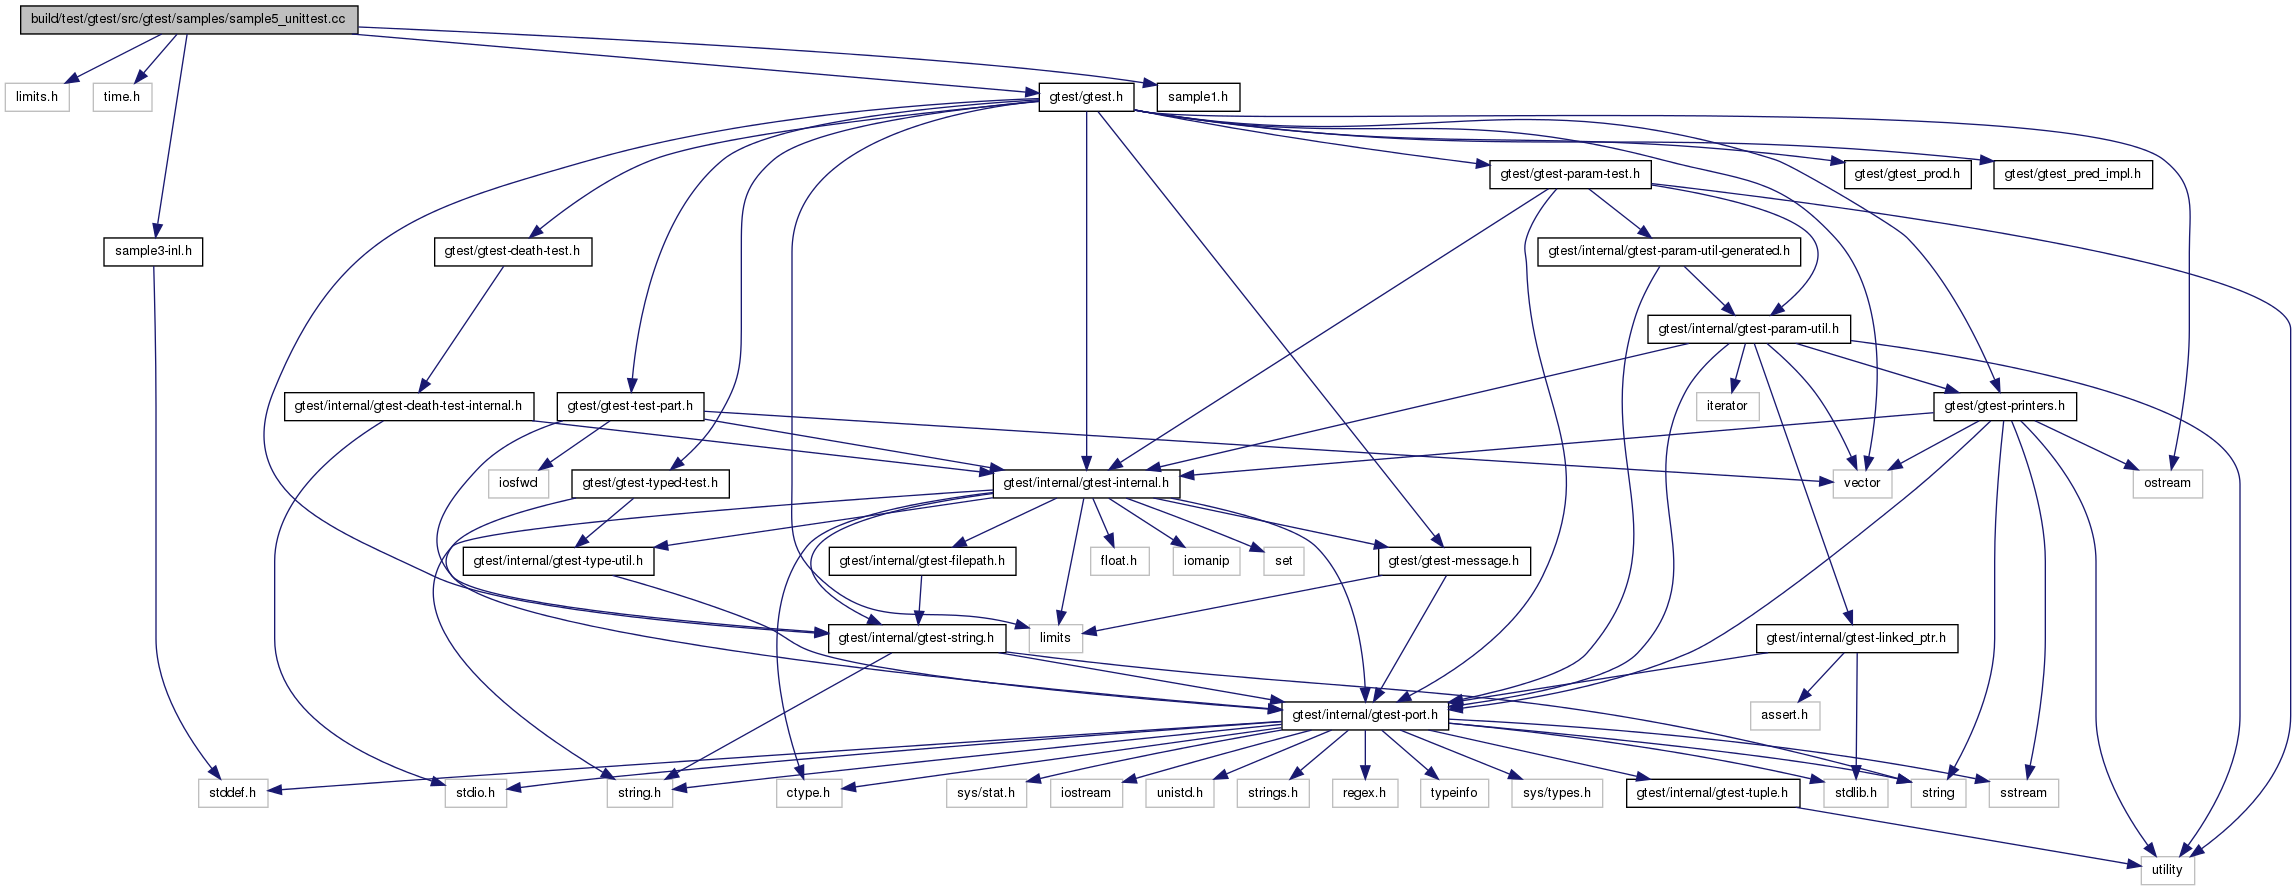 build/test/gtest/src/gtest/samples/sample5_unittest.cc
limits.h
time.h
gtest/gtest.h
sample1.h
gtest/gtest-param-test.h
gtest/gtest_prod.h
gtest/gtest_pred_impl.h
sample3-inl.h
gtest/gtest-death-test.h
gtest/internal/gtest-param-util-generated.h
gtest/internal/gtest-param-util.h
gtest/internal/gtest-death-test-internal.h
gtest/gtest-test-part.h
iterator
gtest/gtest-printers.h
iosfwd
gtest/gtest-typed-test.h
gtest/internal/gtest-internal.h
vector
ostream
gtest/internal/gtest-type-util.h
gtest/internal/gtest-filepath.h
float.h
iomanip
set
gtest/gtest-message.h
gtest/internal/gtest-string.h
limits
gtest/internal/gtest-linked_ptr.h
gtest/internal/gtest-port.h
assert.h
stddef.h
stdio.h
string.h
ctype.h
sys/stat.h
iostream
unistd.h
strings.h
regex.h
typeinfo
sys/types.h
gtest/internal/gtest-tuple.h
stdlib.h
string
sstream
utility